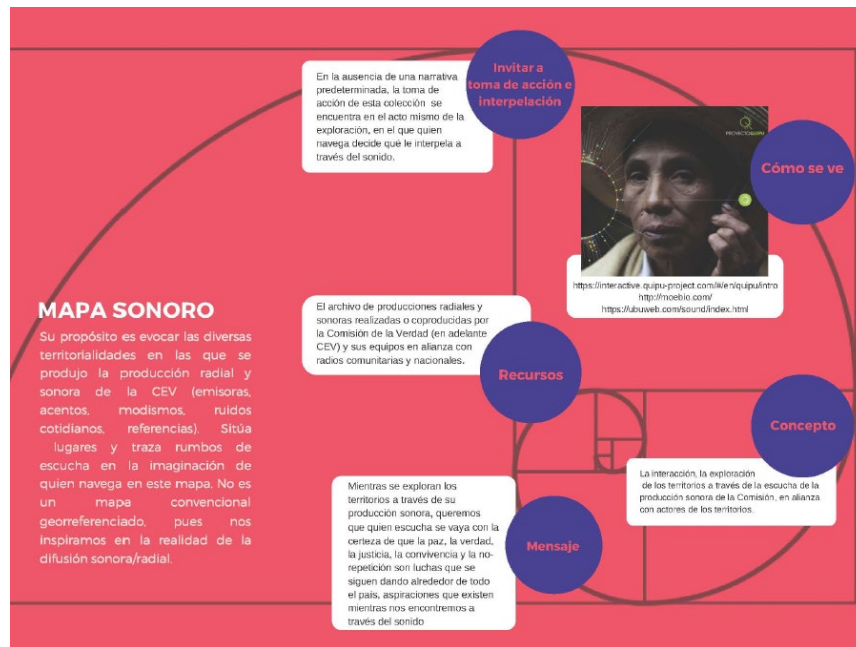 Invitar a
toma de acción e
interpelación
En la ausencia de una narrativa
predeterminada, la toma de
acción de esta colección se
encuentra en el acto mismo de la
exploración, en el que quien
navega decide qué le interpela a
través del sonido.
PROYECTOQUIPU
Cómo se ve
https://interactive.quipu-project.com/#/en/quipu/intro
http://moebio.com/
https://ubuweb.com/sound/index.html
MAPA SONORO
Su propósito es evocar las diversas
territorialidades en las que se
produjo la producción radial y
sonora de la CEV (emisoras,
acentos, modismos, ruidos
cotidianos, referencias). Sitúa
lugares y traza rumbos de
escucha en la imaginación de
quien navega en este mapa. No es
un mapa convencional
georreferenciado, pues nos
inspiramos en la realidad de la
difusión sonora/radial.
El archivo de producciones radiales y
sonoras realizadas o coproducidas por
la Comisión de la Verdad (en adelante
CEV) y sus equipos en alianza con
radios comunitarias y nacionales.
Recursos
Concepto
La interacción, la exploración
de los territorios a través de la escucha de la
producción sonora de la Comisión, en alianza
con actores de los territorios.
Mientras se exploran los
territorios a través de su
producción sonora, queremos
que quien escucha se vaya con la
certeza de que la paz, la verdad,
la justicia, la convivencia y la no-
repetición son luchas que se
siguen dando alrededor de todo
el país, aspiraciones que existen
mientras nos encontremos a
través del sonido
Mensaje